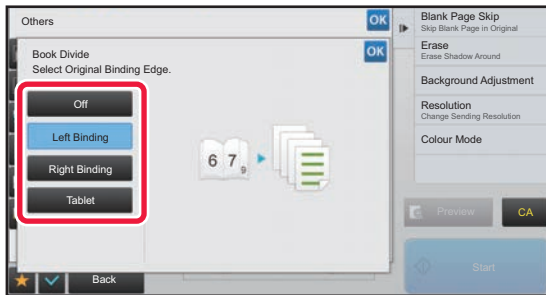 Others
OK
Book Divide
Select Original Binding Edge.
OK
Off
Left Binding
Right Binding
Tablet
6 7 9
Back
Blank Page Skip
Skip Blank Page in Original
Erase
Erase Shadow Around
Background Adjustment
Resolution
Change Sending Resolution
Colour Mode
Preview
CA
Start